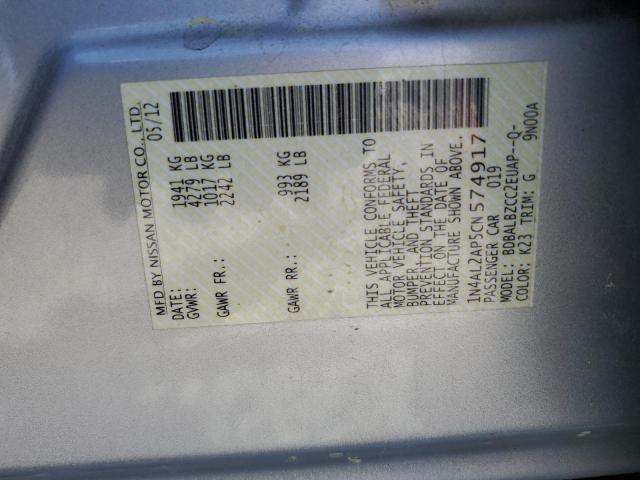 MFD BY NISSAN MOTOR CO., LTD.
DATE: 05/12
GVWR: 1941 KG
4279 LB
GAWR FR.: 1017 KG
2242 LB
GAWR RR.: 993 KG
2189 LB
THIS VEHICLE CONFORMS TO
ALL APPLICABLE FEDERAL
MOTOR VEHICLE SAFETY,
BUMPER, AND THEFT
PREVENTION STANDARDS IN
EFFECT ON THE DATE OF
MANUFACTURE SHOWN ABOVE.
1N4AL2AP5CN574917
PASSENGER CAR 019
MODEL: BDBALBZCC2EUAP--Q-
COLOR: K23 TRIM: G 9N00A